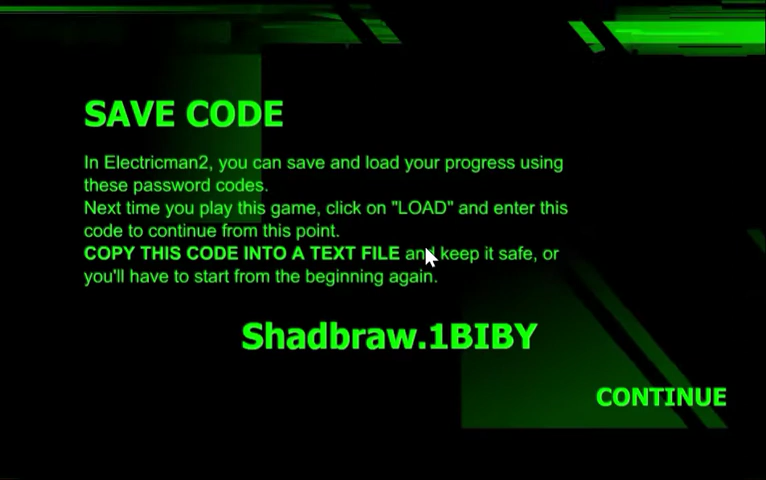 SAVE CODE
In Electricman2, you can save and load your progress using
these password codes.
Next time you play this game, click on "LOAD" and enter this
code to continue from this point.
COPY THIS CODE INTO A TEXT FILE and keep it safe, or
you'll have to start from the beginning again.
Shadbraw.1BIBY
CONTINUE